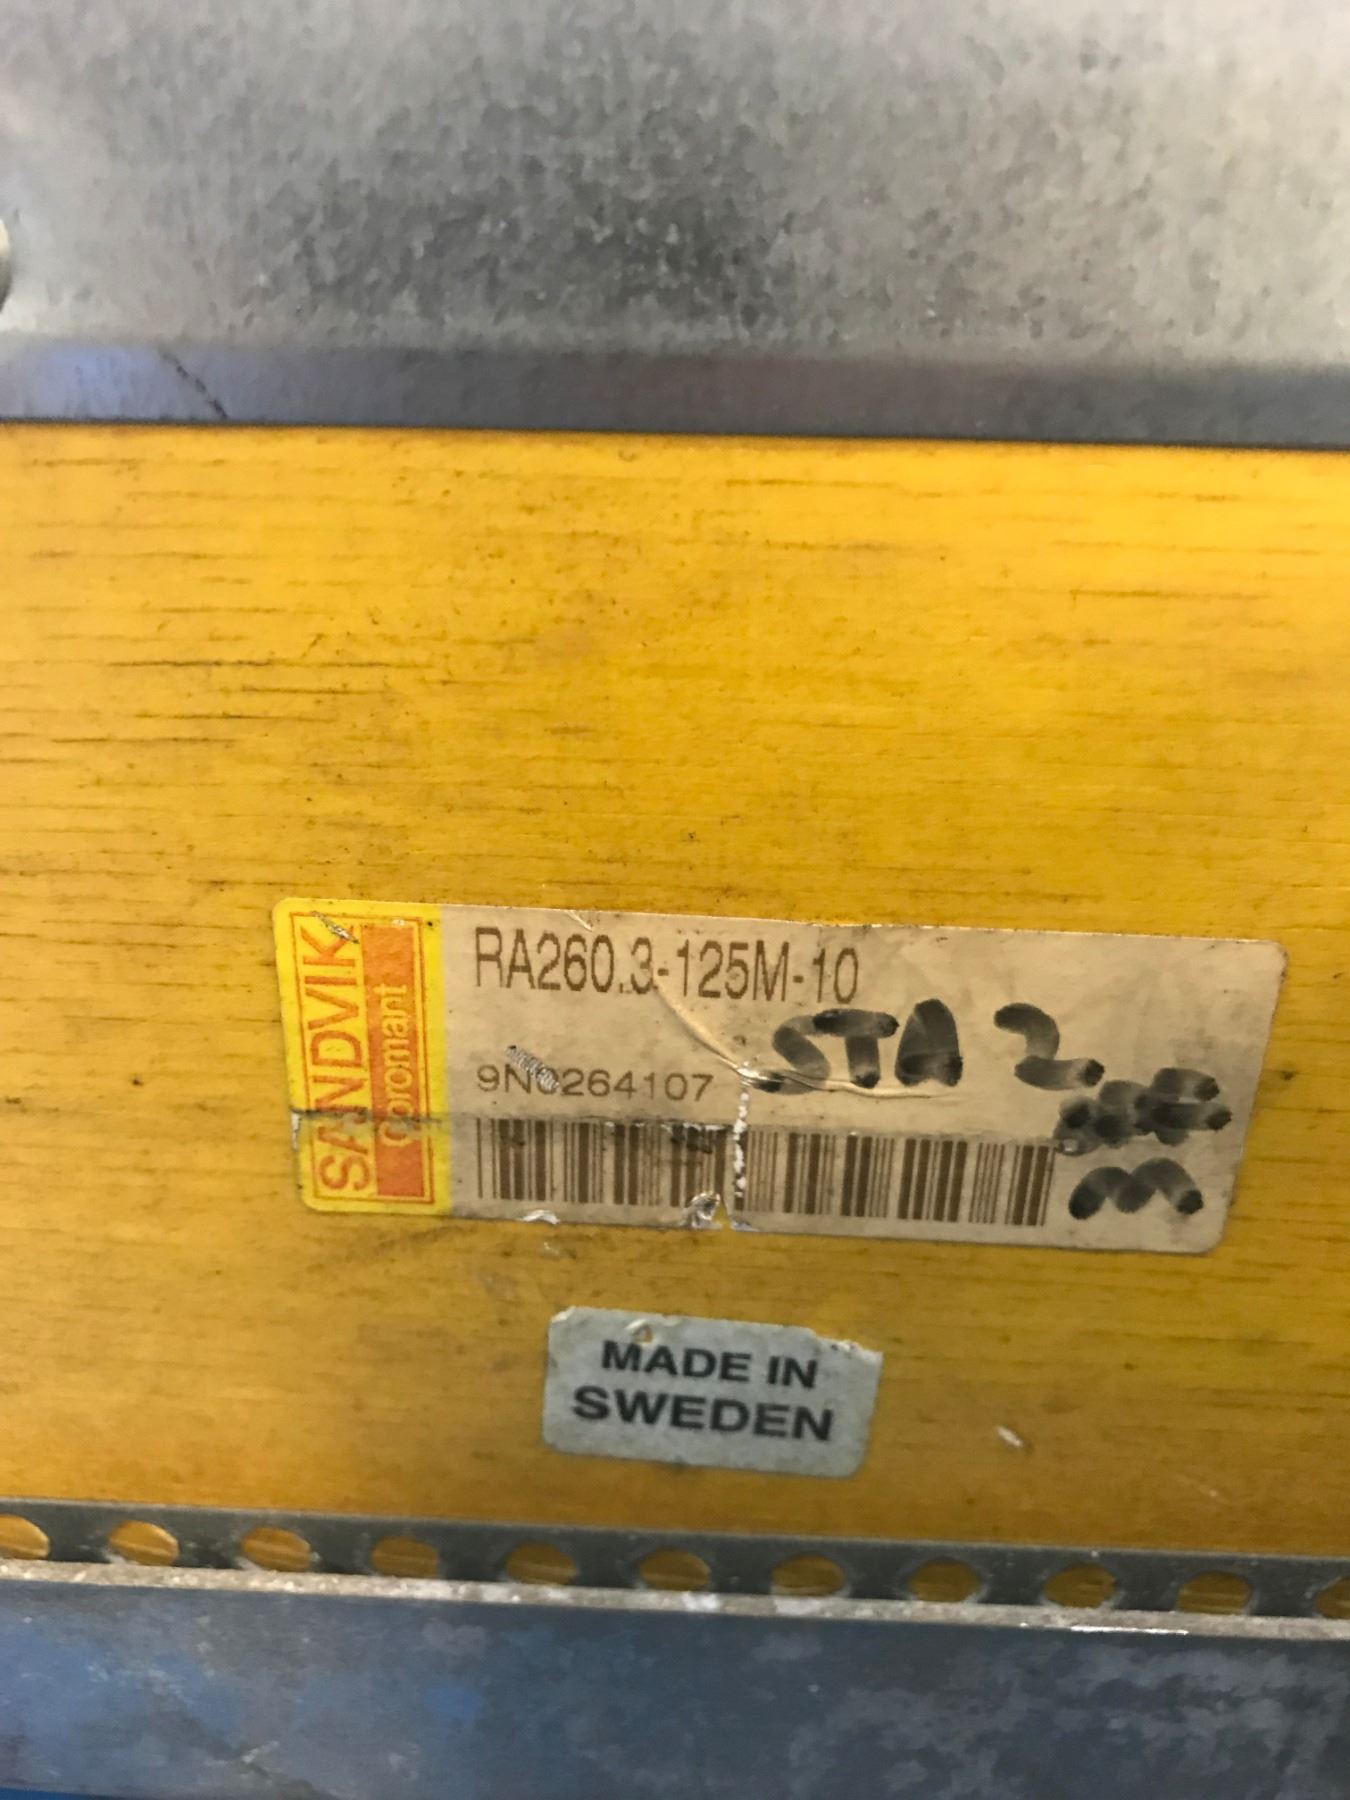 SANDVIK
Coromant
RA260.3-125M-10
STA 2
9N0264107
M
MADE IN
SWEDEN